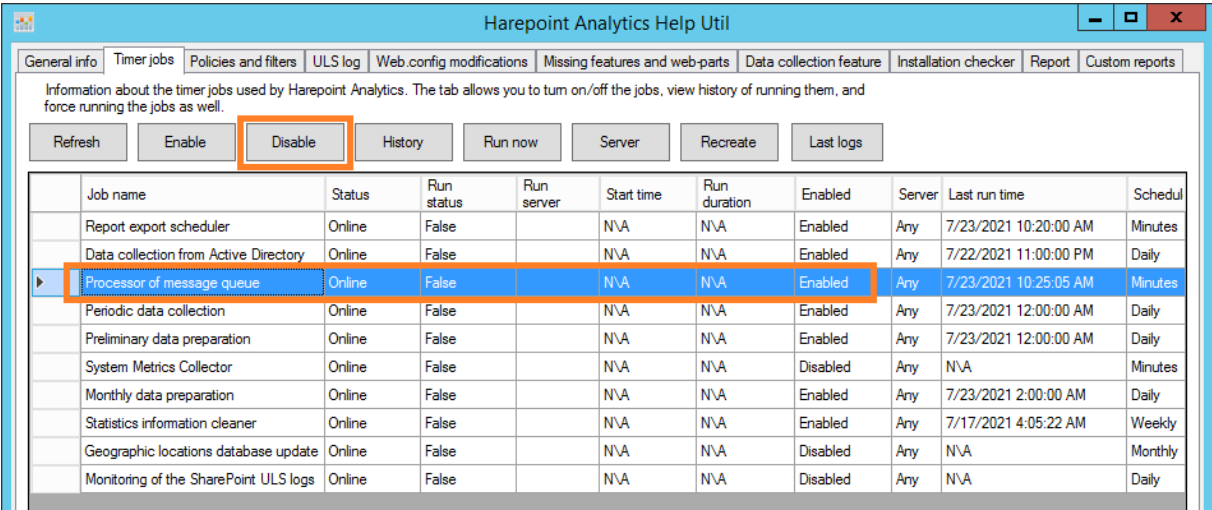 Harepoint Analytics Help Util
General info Timer jobs Policies and filters ULS log Web.config modifications Missing features and web-parts Data collection feature Installation checker Report Custom reports
Information about the timer jobs used by Harepoint Analytics. The tab allows you to turn on/off the jobs, view history of running them, and
force running the jobs as well.
Refresh Enable Disable History Run now Server Recreate Last logs
Job name Status Run status Run server Start time Run duration Enabled Server Last run time Schedul
Report export scheduler Online False N\A N\A Enabled Any 7/23/2021 10:20:00 AM Minutes
Data collection from Active Directory Online False N\A N\A Enabled Any 7/22/2021 11:00:00 PM Daily
Processor of message queue Online False N\A N\A Enabled Any 7/23/2021 10:25:05 AM Minutes
Periodic data collection Online False N\A N\A Enabled Any 7/23/2021 12:00:00 AM Daily
Preliminary data preparation Online False N\A N\A Enabled Any 7/23/2021 12:00:00 AM Daily
System Metrics Collector Online False N\A N\A Disabled Any N\A Minutes
Monthly data preparation Online False N\A N\A Enabled Any 7/23/2021 2:00:00 AM Daily
Statistics information cleaner Online False N\A N\A Enabled Any 7/17/2021 4:05:22 AM Weekly
Geographic locations database update Online False N\A N\A Disabled Any N\A Monthly
Monitoring of the SharePoint ULS logs Online False N\A N\A Disabled Any N\A Daily